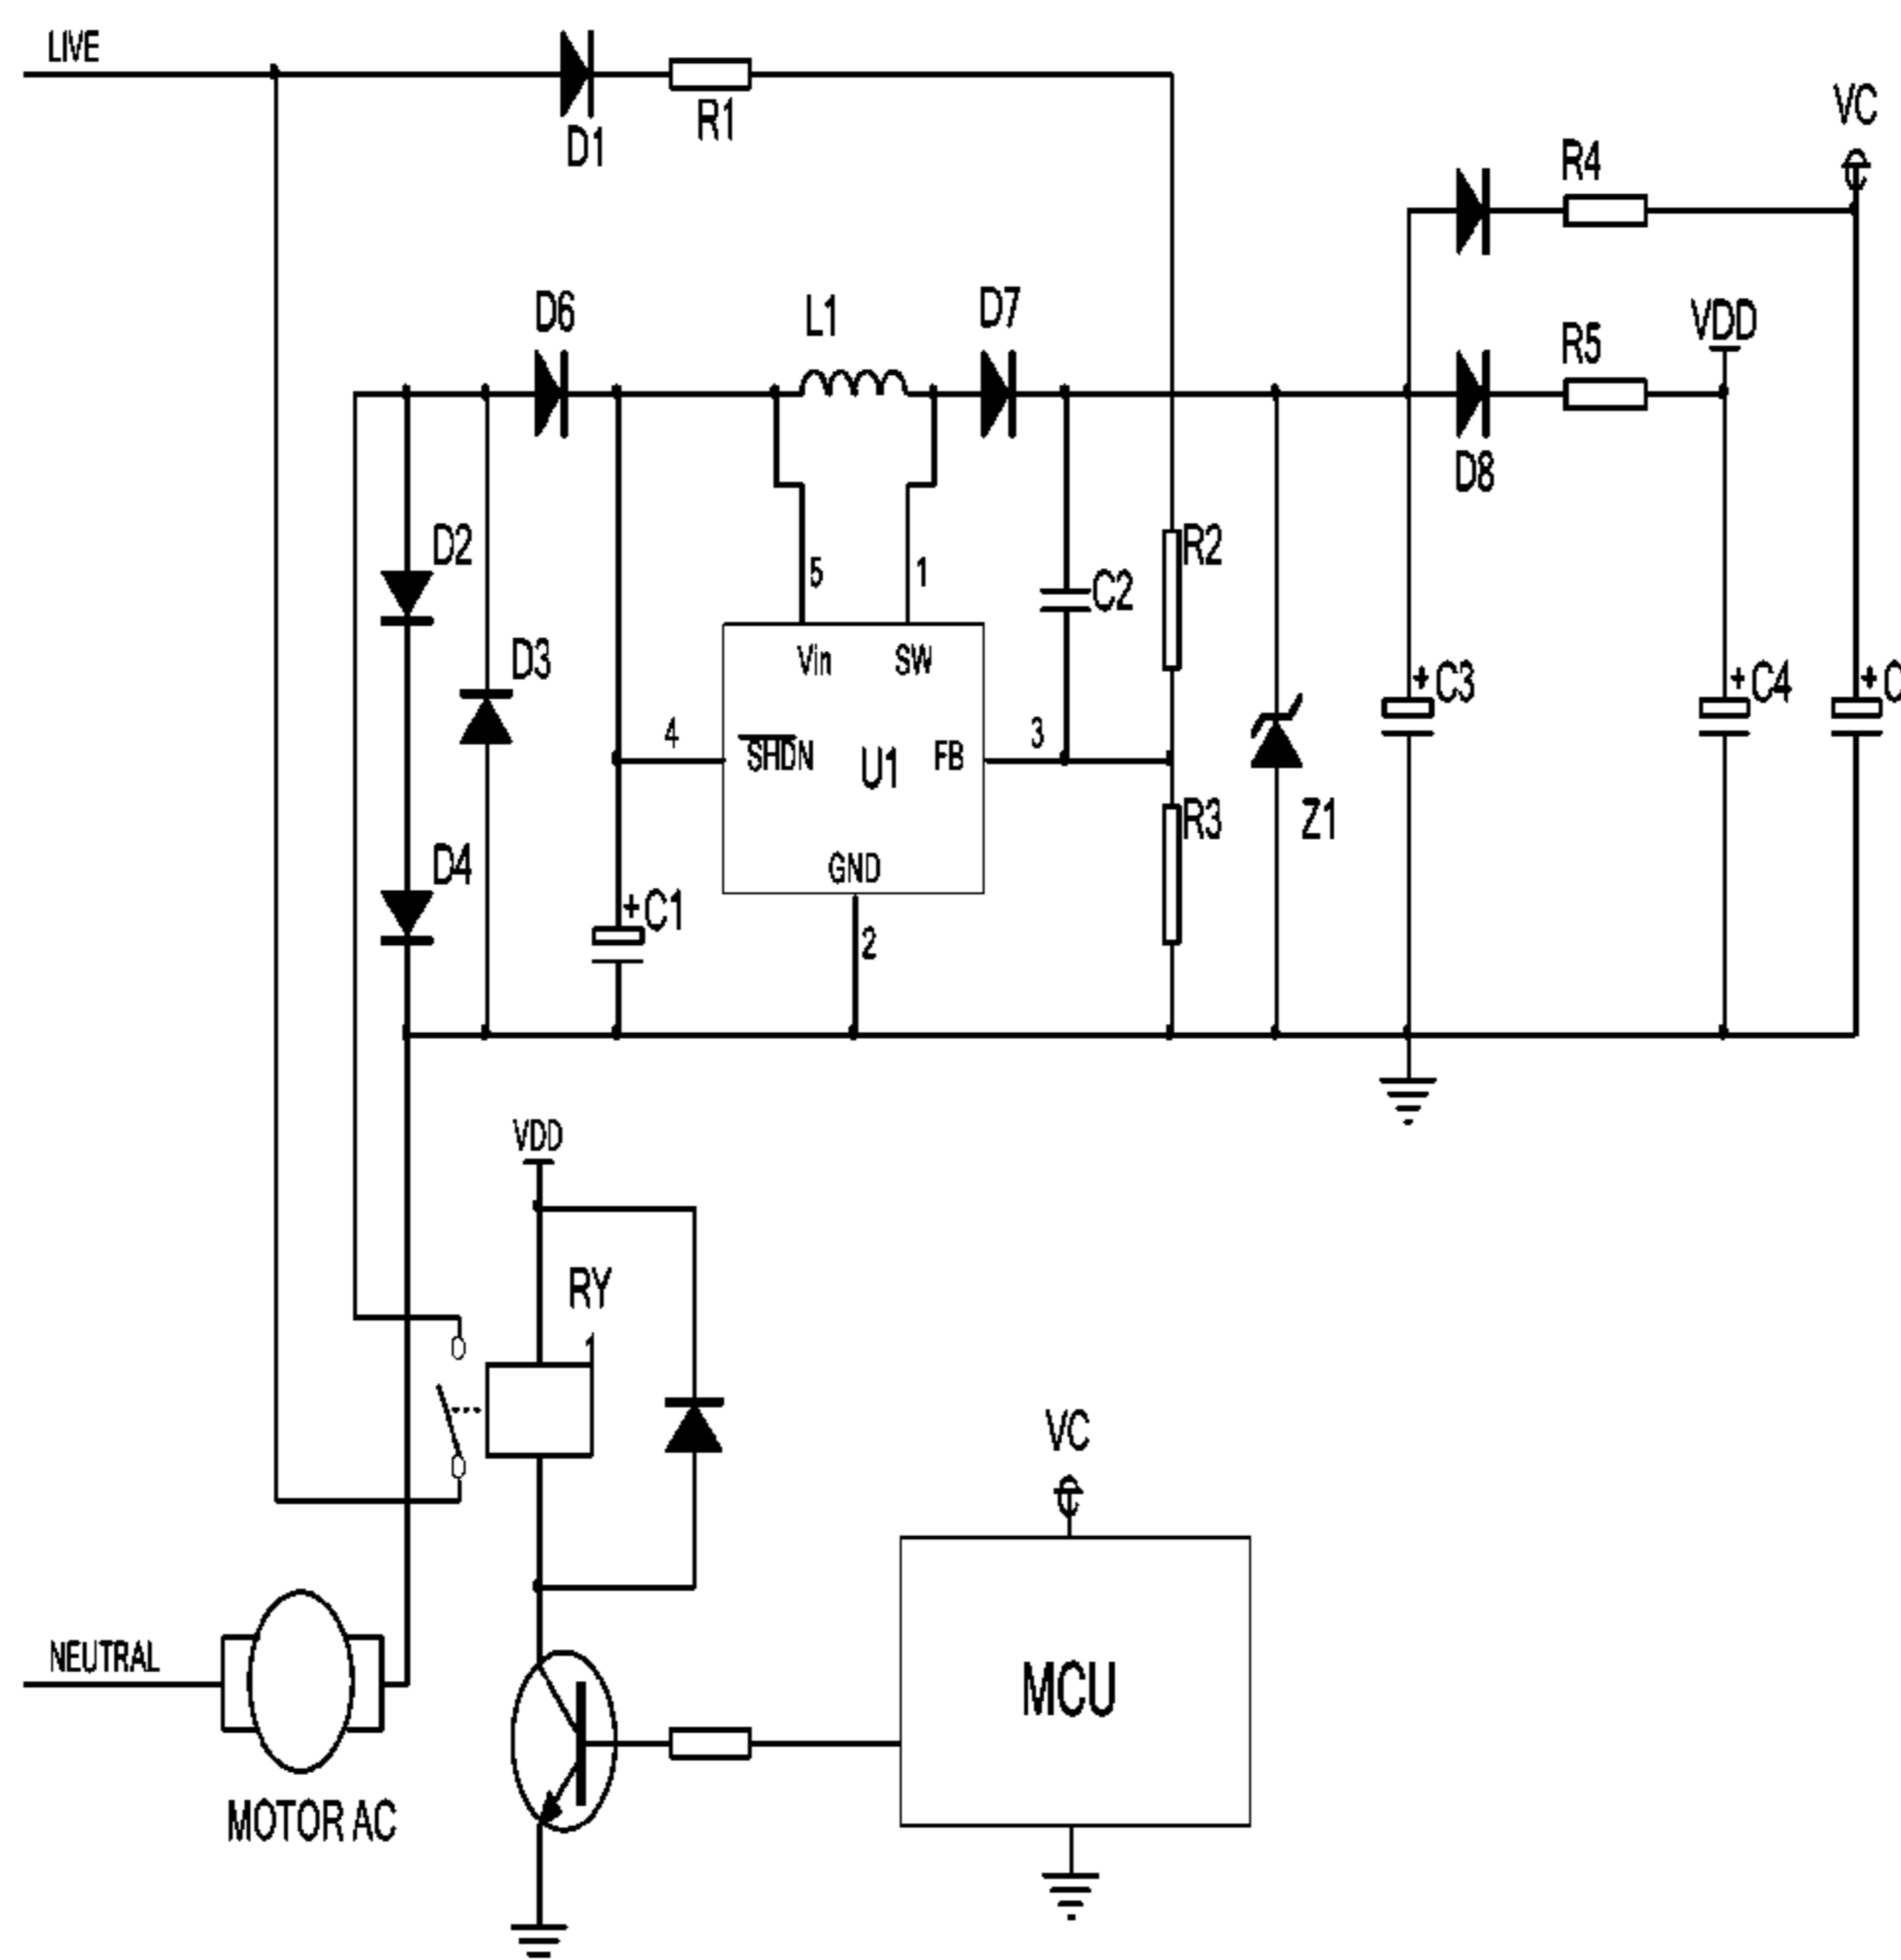 LIVE
D1
R1
VC
C
R4
D6
L1
D7
R5
VDD
D8
D2
D3
5
1
Vin
SW
C2
R2
4
SHDN
U1
FB
3
+C3
+C4
+C
D4
GND
+C1
2
R3
Z1
VDD
RY
1
VC
C
NEUTRAL
MCU
MOTOR AC